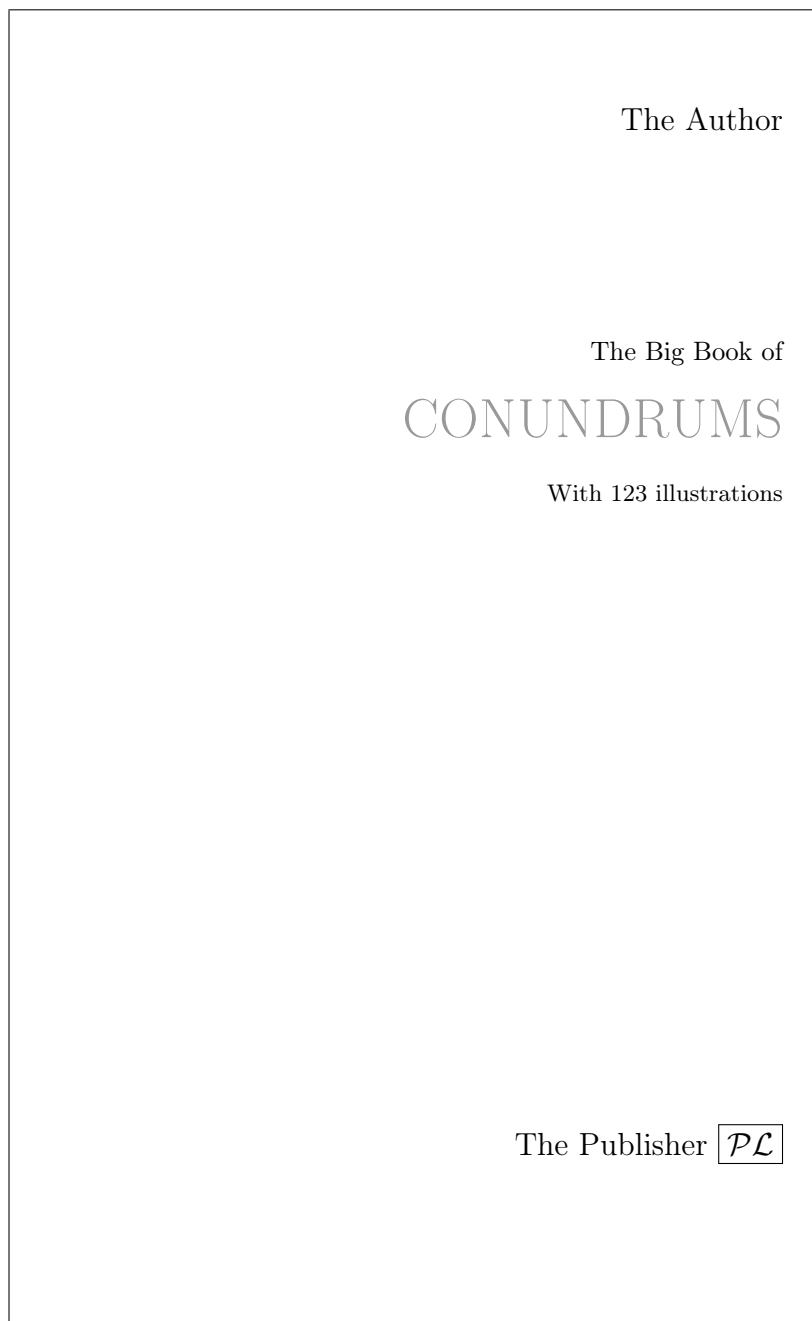 The Author
The Big Book of
CONUNDRUMS
With 123 illustrations
The Publisher PL